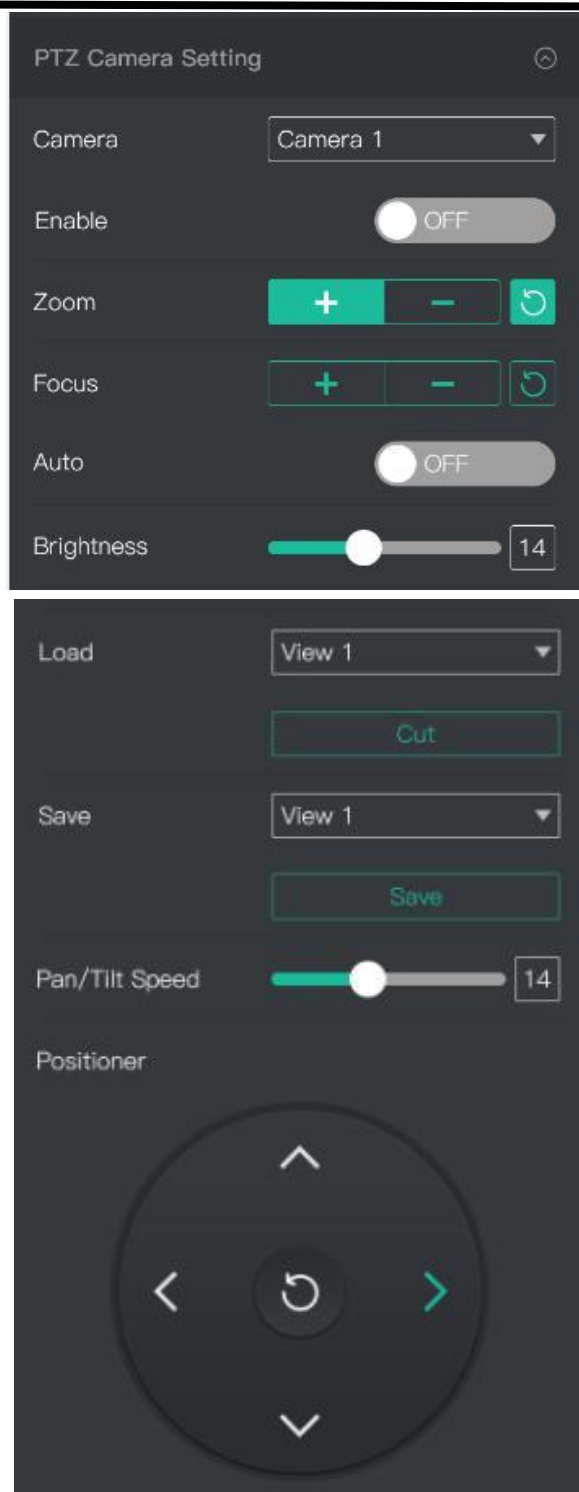 PTZ Camera Setting
Camera Camera 1
Enable OFF
Zoom + −
Focus + −
Auto OFF
Brightness 14
Load View 1
Cut
Save View 1
Save
Pan/Tilt Speed 14
Positioner